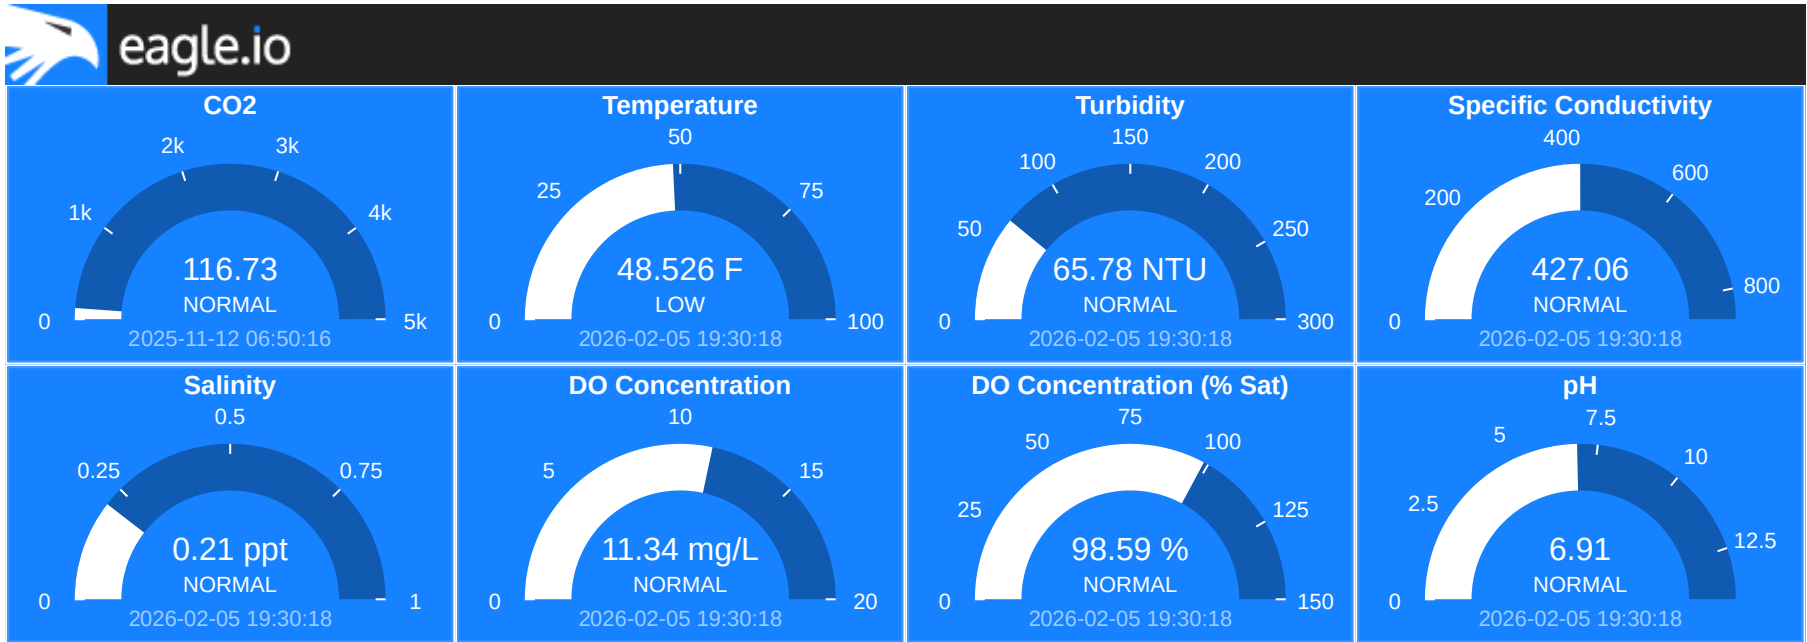 eagle.io
CO2
0
1k
2k
3k
4k
5k
116.73
NORMAL
2025-11-12 06:50:16
Temperature
0
25
50
75
100
48.526 F
LOW
2026-02-05 19:30:18
Turbidity
0
50
100
150
200
250
300
65.78 NTU
NORMAL
2026-02-05 19:30:18
Specific Conductivity
0
200
400
600
800
427.06
NORMAL
2026-02-05 19:30:18
Salinity
0
0.25
0.5
0.75
1
0.21 ppt
NORMAL
2026-02-05 19:30:18
DO Concentration
0
5
10
15
20
11.34 mg/L
NORMAL
2026-02-05 19:30:18
DO Concentration (% Sat)
0
25
50
75
100
125
150
98.59 %
NORMAL
2026-02-05 19:30:18
pH
0
2.5
5
7.5
10
12.5
6.91
NORMAL
2026-02-05 19:30:18